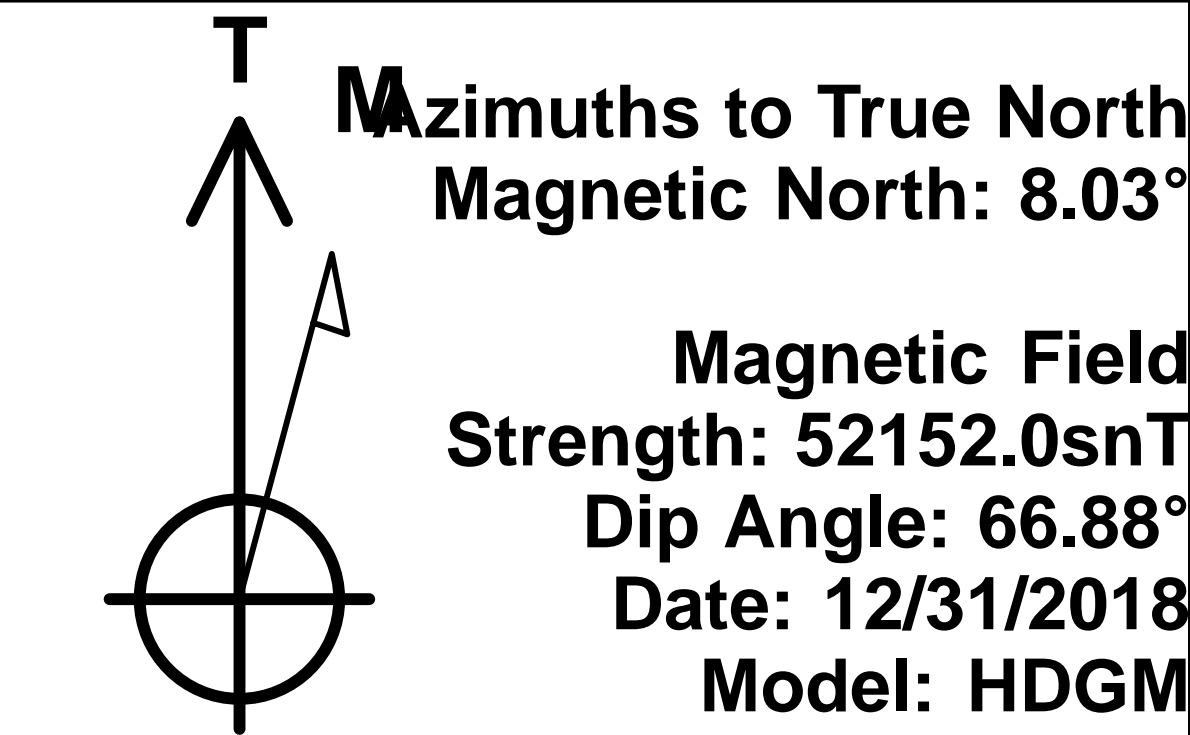 T
M
Azimuths to True North
Magnetic North: 8.03°
Magnetic Field
Strength: 52152.0snT
Dip Angle: 66.88°
Date: 12/31/2018
Model: HDGM